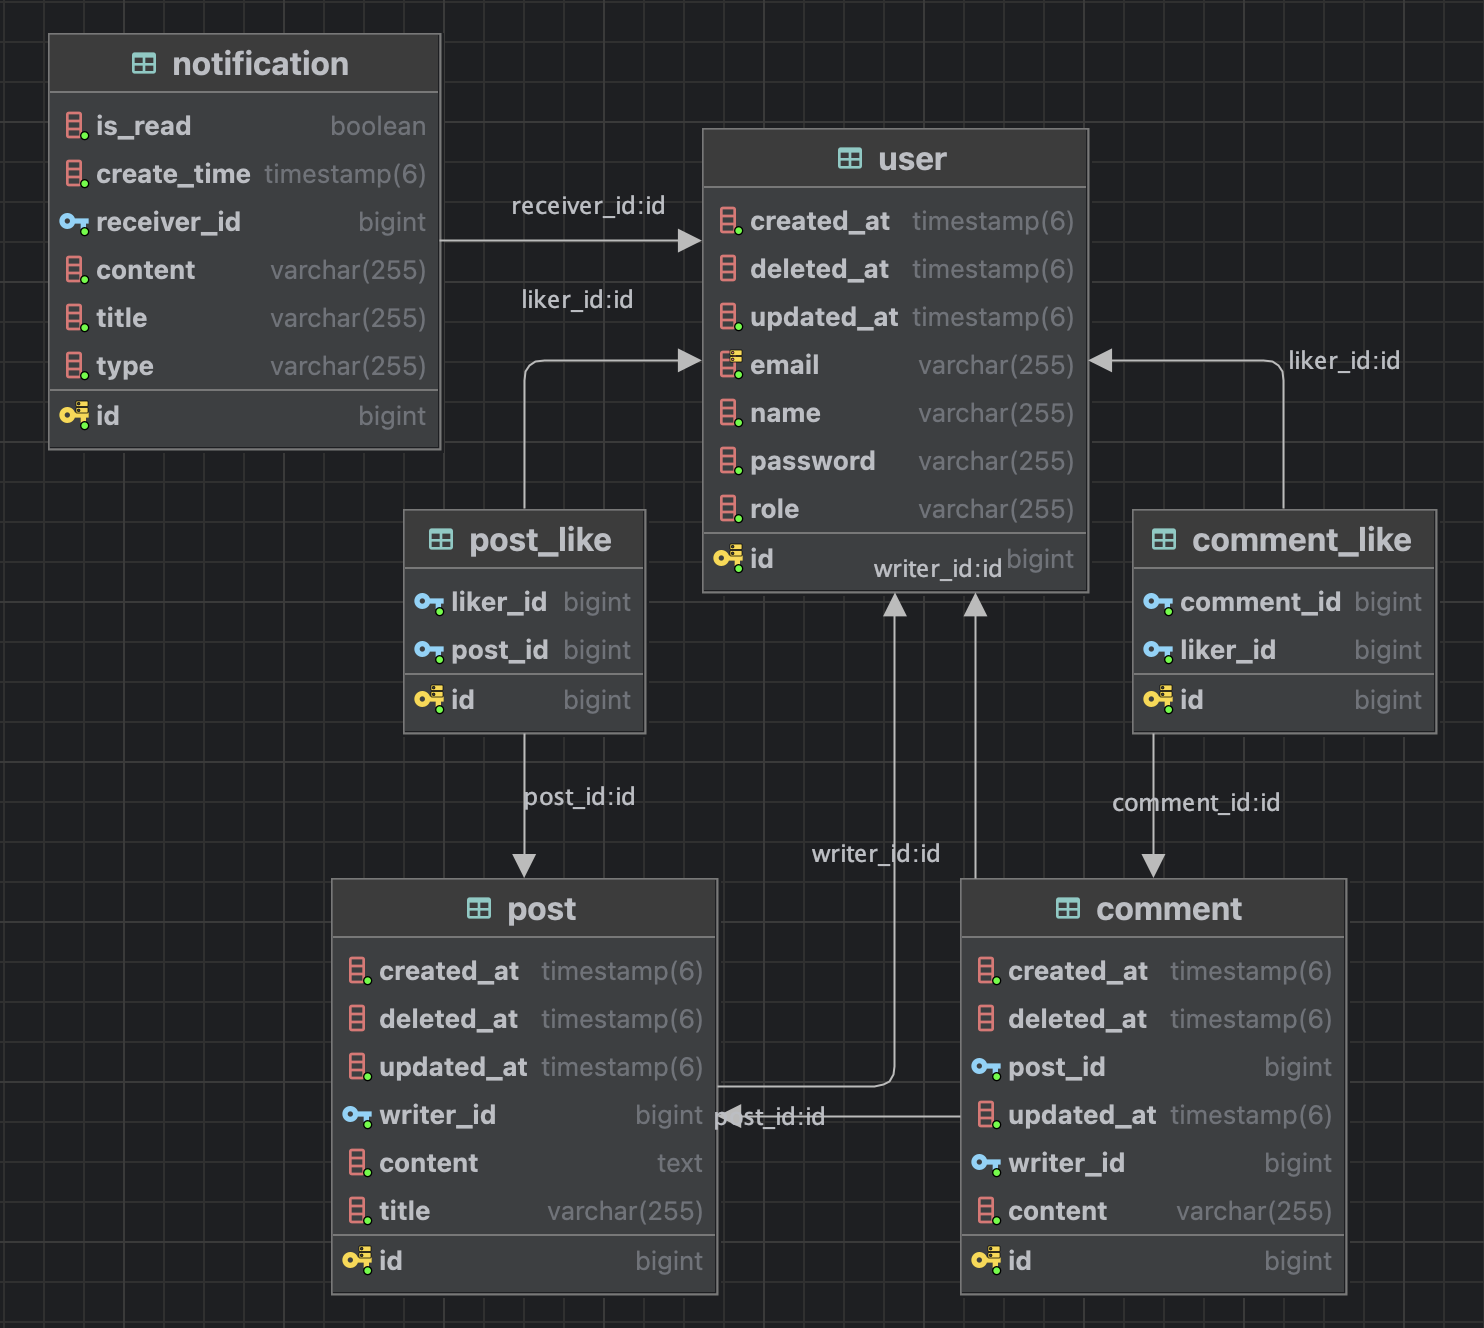 notification
is_read boolean
create_time timestamp(6)
receiver_id bigint
content varchar(255)
title varchar(255)
type varchar(255)
id bigint
receiver_id:id
liker_id:id
user
created_at timestamp(6)
deleted_at timestamp(6)
updated_at timestamp(6)
email varchar(255)
name varchar(255)
password varchar(255)
role varchar(255)
id bigint
writer_id:id
liker_id:id
post_like
liker_id bigint
post_id bigint
id bigint
comment_like
comment_id bigint
liker_id bigint
id bigint
post_id:id
writer_id:id
comment_id:id
post
created_at timestamp(6)
deleted_at timestamp(6)
updated_at timestamp(6)
writer_id bigint
content text
title varchar(255)
id bigint
post_id:id
comment
created_at timestamp(6)
deleted_at timestamp(6)
post_id bigint
updated_at timestamp(6)
writer_id bigint
content varchar(255)
id bigint